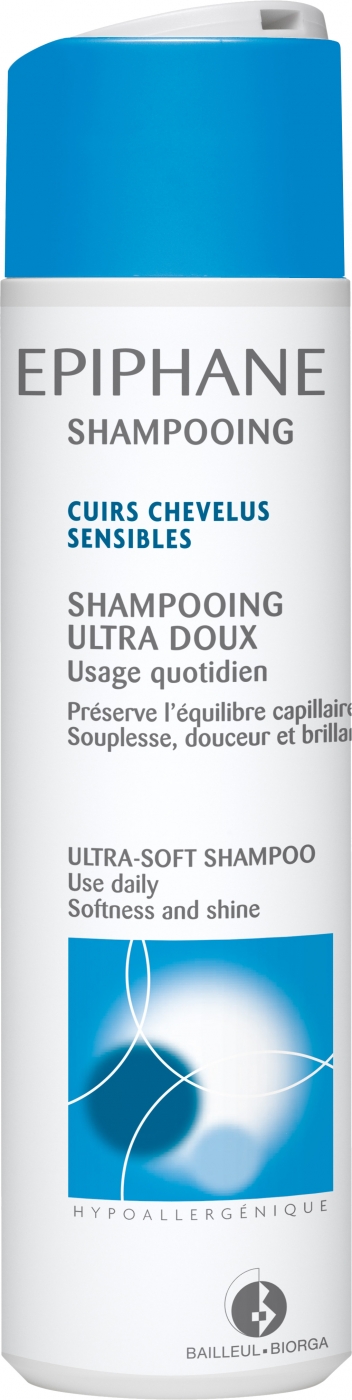 EPIPHANE
SHAMPOOING
CUIRS CHEVELUS
SENSIBLES
SHAMPOOING
ULTRA DOUX
Usage quotidien
Préserve l'équilibre capillaire
Souplesse, douceur et
ULTRA-SOFT SHAMPOO
Use daily
Softness and shine
HYPOALLERGÉNIQUE
BAILLEUL.BIORGA